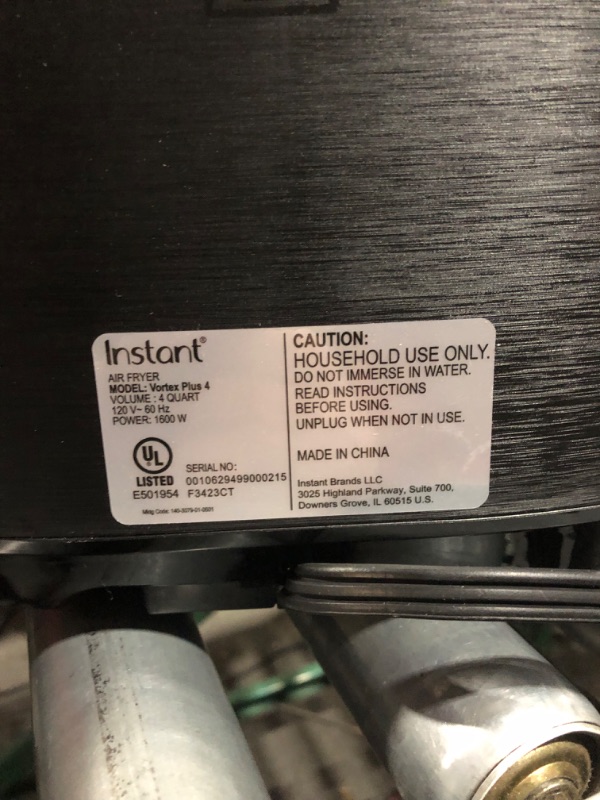 Instant®
AIR FRYER
MODEL: Vortex Plus 4
VOLUME : 4 QUART
120 V~ 60 Hz
POWER: 1600 W
UL
LISTED
E501954
SERIAL NO:
0010629499000215
F3423CT
CAUTION:
HOUSEHOLD USE ONLY.
DO NOT IMMERSE IN WATER.
READ INSTRUCTIONS
BEFORE USING.
UNPLUG WHEN NOT IN USE.
MADE IN CHINA
Instant Brands LLC
3025 Highland Parkway, Suite 700,
Downers Grove, IL 60515 U.S.